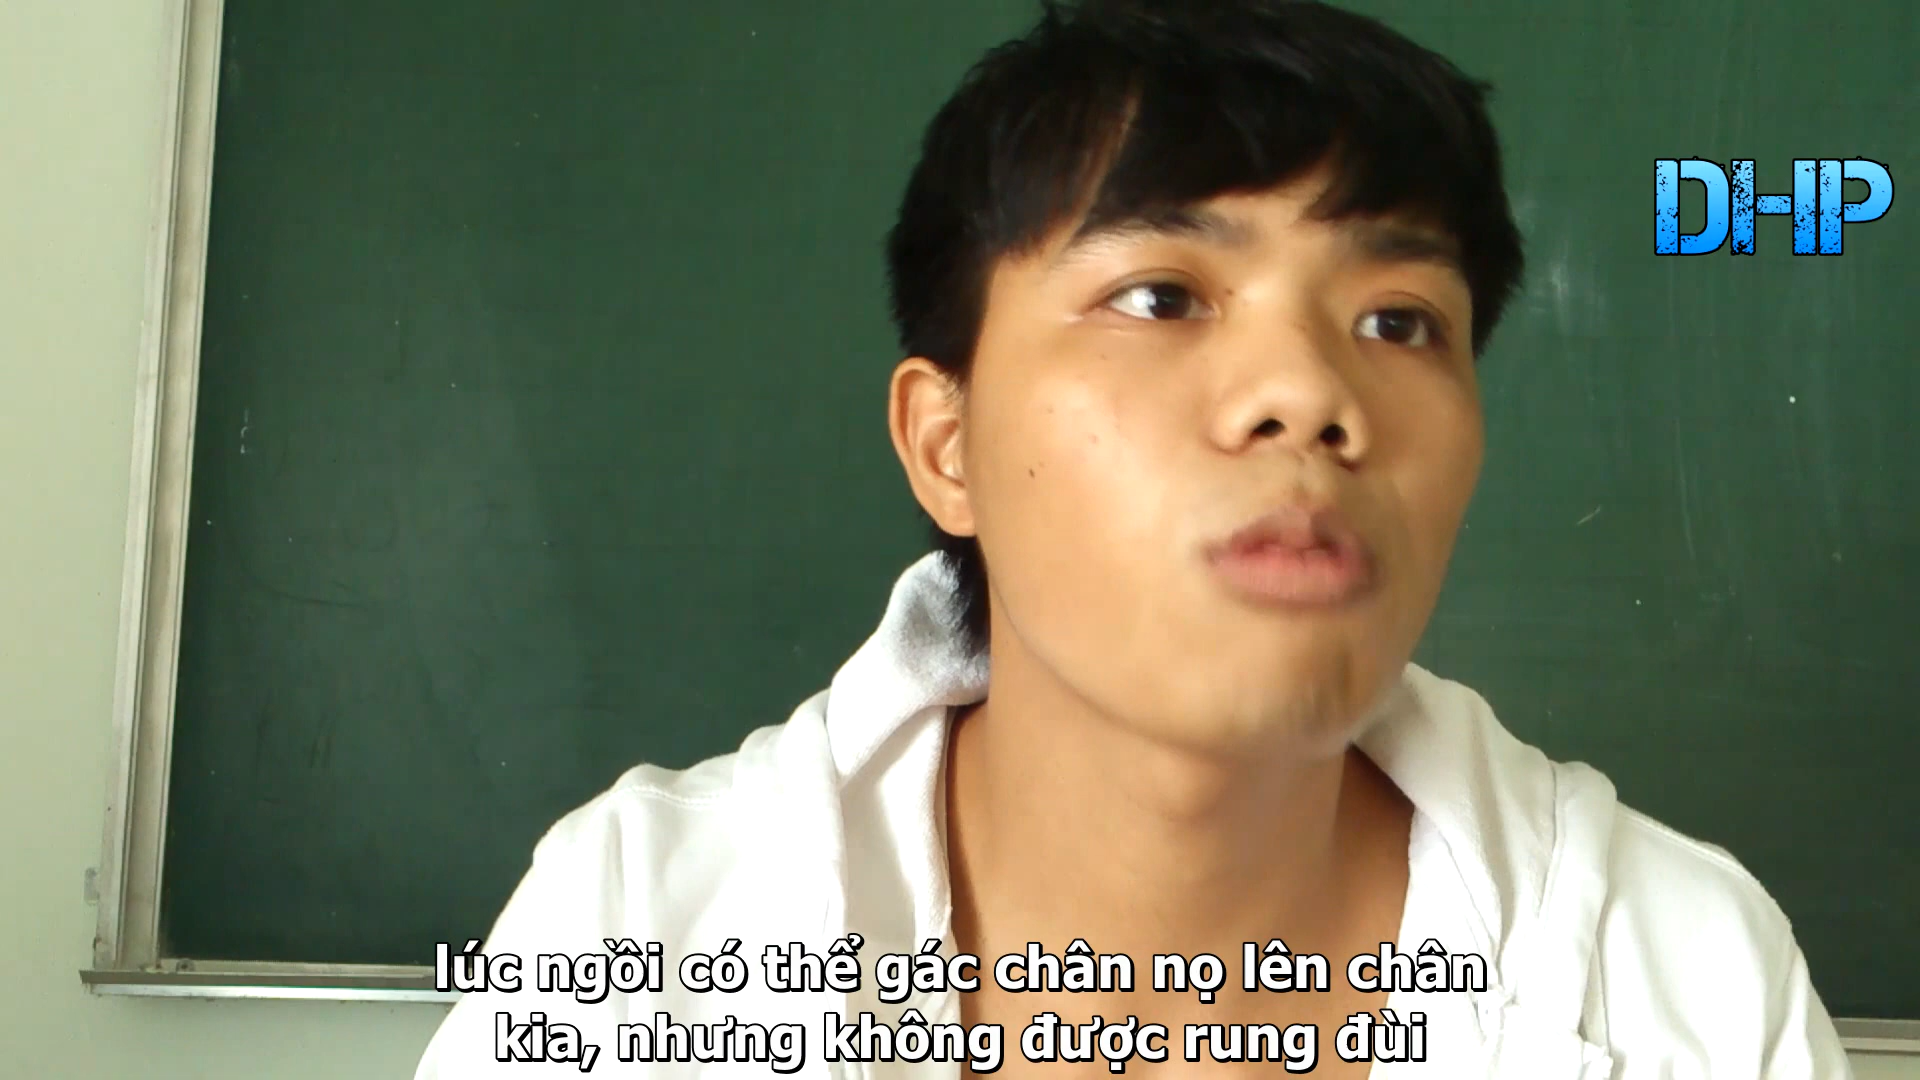 DHP
lúc ngồi có thể gác chân nọ lên chân
kia, nhưng không được rung đùi